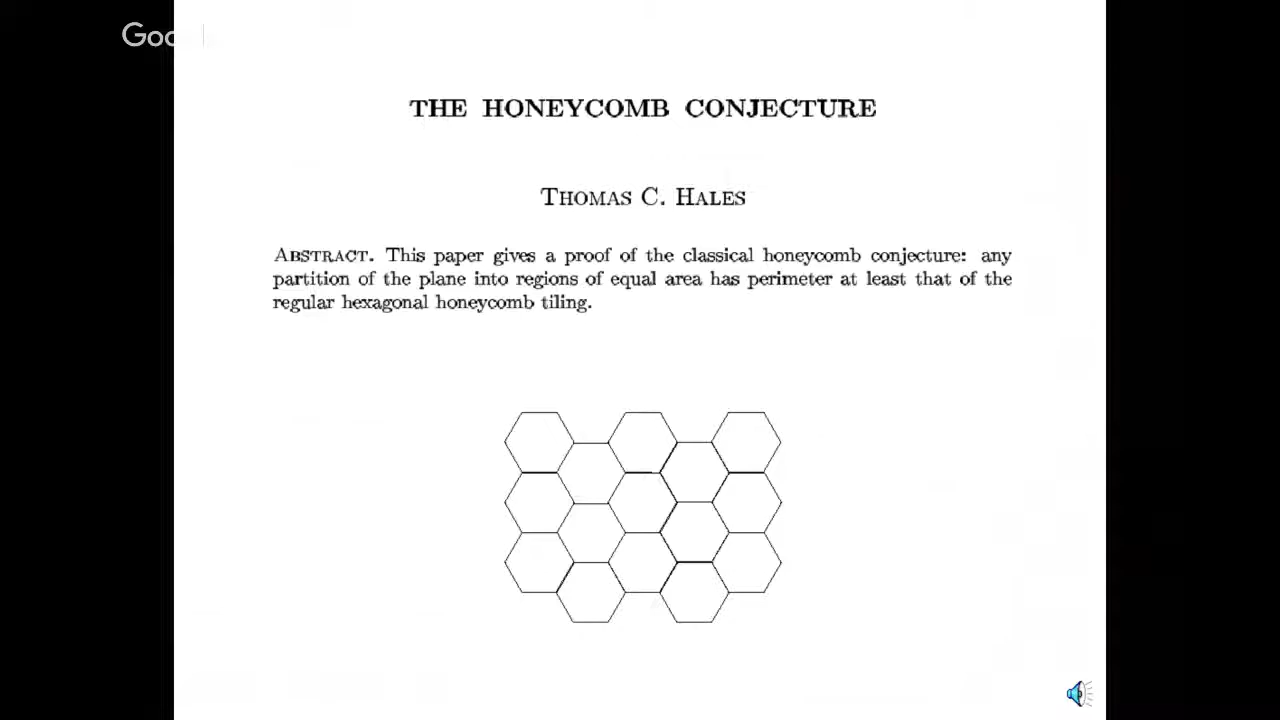 THE HONEYCOMB CONJECTURE
THOMAS C. HALES
ABSTRACT. This paper gives a proof of the classical honeycomb conjecture: any
partition of the plane into regions of equal area has perimeter at least that of the
regular hexagonal honeycomb tiling.